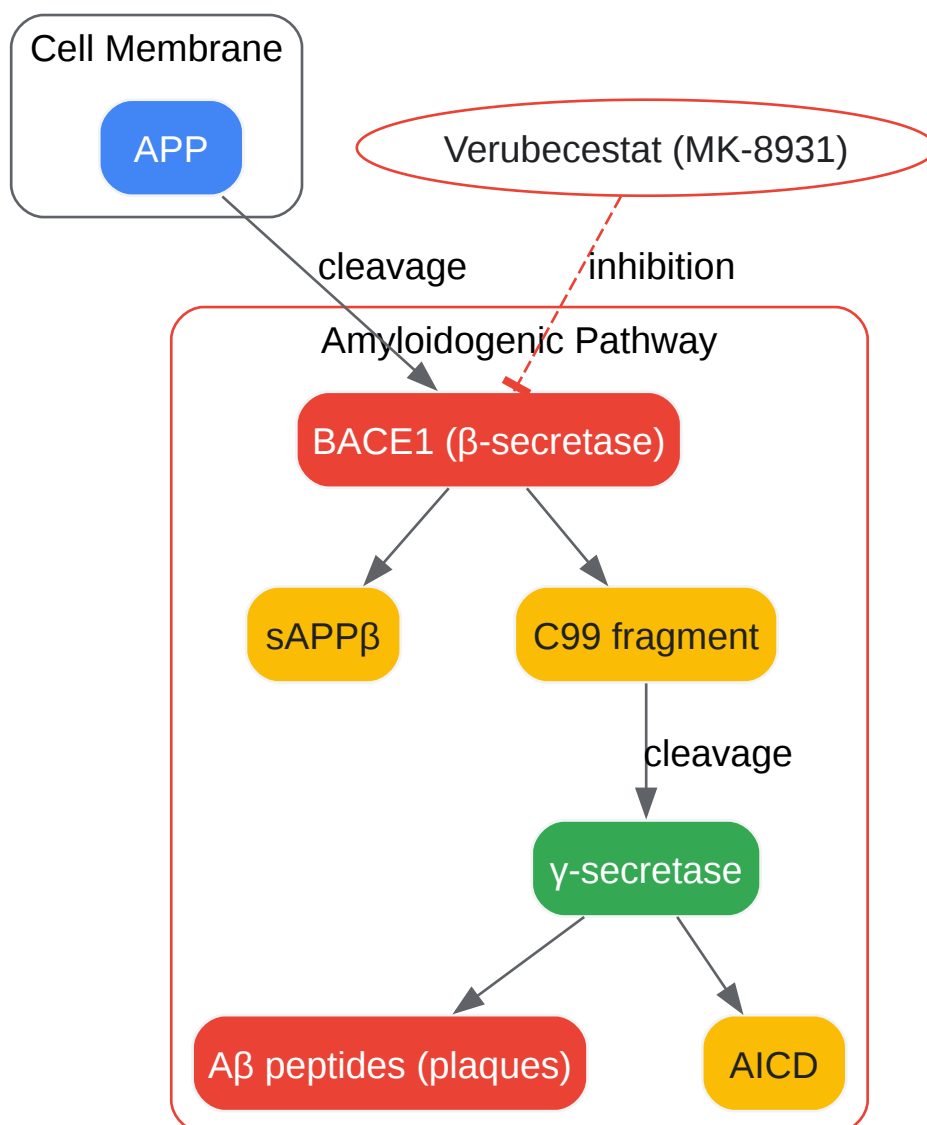 Cell Membrane
APP
Verubecestat (MK-8931)
cleavage
inhibition
Amyloidogenic Pathway
BACE1 (β-secretase)
sAPPβ
C99 fragment
cleavage
γ-secretase
Aβ peptides (plaques)
AICD